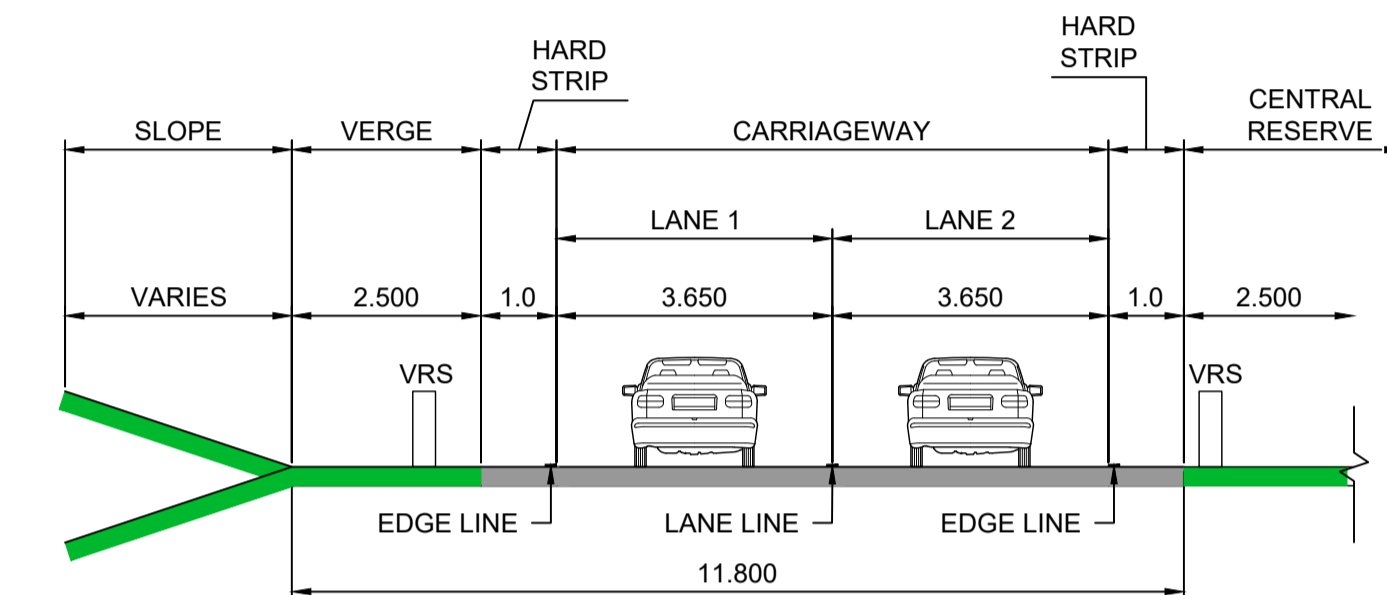 HARD
STRIP
HARD
STRIP
SLOPE
VERGE
CARRIAGEWAY
CENTRAL
RESERVE
LANE 1
LANE 2
VARIES
2.500
1.0
3.650
3.650
1.0
2.500
VRS
VRS
EDGE LINE
LANE LINE
EDGE LINE
11.800